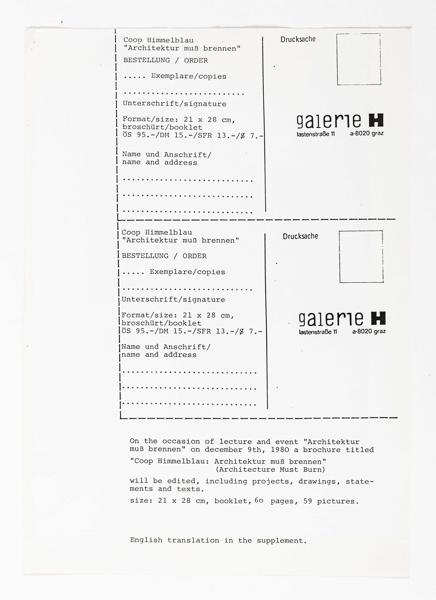 Coop Himmelblau
"Architektur muß brennen"
BESTELLUNG / ORDER
..... Exemplare/copies
..........................
Unterschrift/signature
Format/size: 21 x 28 cm,
broschürt/booklet
ÖS 95.-/DM 15.-/SFR 13.-/$ 7.-
Name und Anschrift/
name and address
............................
............................
............................
Drucksache
galerie H
lastenstraße 11 a-8020 graz
Coop Himmelblau
"Architektur muß brennen"
BESTELLUNG / ORDER
..... Exemplare/copies
............................
Unterschrift/signature
Format/size: 21 x 28 cm,
broschürt/booklet
ÖS 95.-/DM 15.-/SFR 13.-/$ 7.-
Name und Anschrift/
name and address
.............................
.............................
.............................
Drucksache
galerie H
lastenstraße 11 a-8020 graz
On the occasion of lecture and event "Architektur
muß brennen" on december 9th, 1980 a brochure titled
"Coop Himmelblau: Architektur muß brennen"
(Architecture Must Burn)
will be edited, including projects, drawings, state-
ments and texts.
size: 21 x 28 cm, booklet, 60 pages, 59 pictures.
English translation in the supplement.